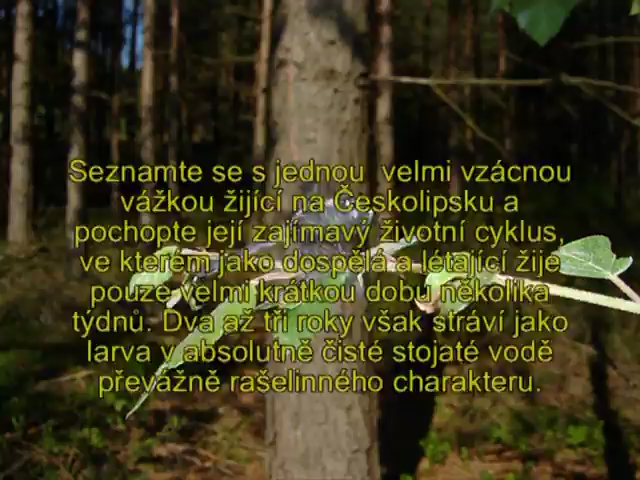 Seznamte se s jednou velmi vzácnou
vážkou žijící na Českolipsku a
pochopte její zajímavý životní cyklus,
ve kterém jako dospělá a létající žije
pouze velmi krátkou dobu několika
týdnů. Dva až tři roky však stráví jako
larva v absolutně čisté stojaté vodě
převážně rašelinného charakteru.